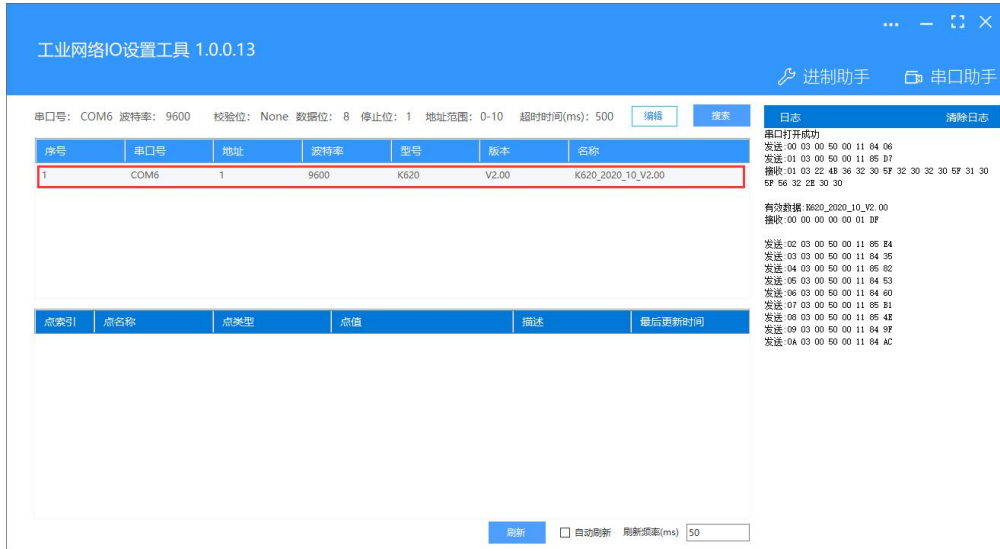 工业网络IO设置工具 1.0.0.13
进制助手 串口助手
串口号: COM6 波特率: 9600 校验位: None 数据位: 8 停止位: 1 地址范围: 0-10 超时时间(ms): 500 编辑 搜索
序号 串口号 地址 波特率 型号 版本 名称
1 COM6 1 9600 K620 V2.00 K620_2020_10_V2.00
点索引 点名称 点类型 点值 描述 最后更新时间
刷新 自动刷新 刷新频率(ms) 50
日志 清除日志
串口打开成功
发送:00 03 00 50 00 11 84 06
发送:01 03 00 50 00 11 85 D7
接收:01 03 22 4B 36 32 30 5F 32 30 32 30 5F 31 30
5F 56 32 2E 30 30
有效数据:K620_2020_10_V2.00
接收:00 00 00 00 00 01 DF
发送:02 03 00 50 00 11 85 E4
发送:03 03 00 50 00 11 84 35
发送:04 03 00 50 00 11 85 82
发送:05 03 00 50 00 11 84 53
发送:06 03 00 50 00 11 84 60
发送:07 03 00 50 00 11 85 B1
发送:08 03 00 50 00 11 85 4E
发送:09 03 00 50 00 11 84 9F
发送:0A 03 00 50 00 11 84 AC